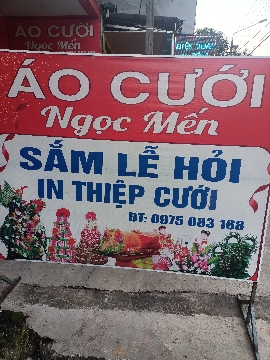 ÁO CƯỚI
Ngọc Mến
ÁO CƯỚI
Ngọc Mến
SẮM LỄ HỎI
IN THIỆP CƯỚI
ĐT: 0975 083 168